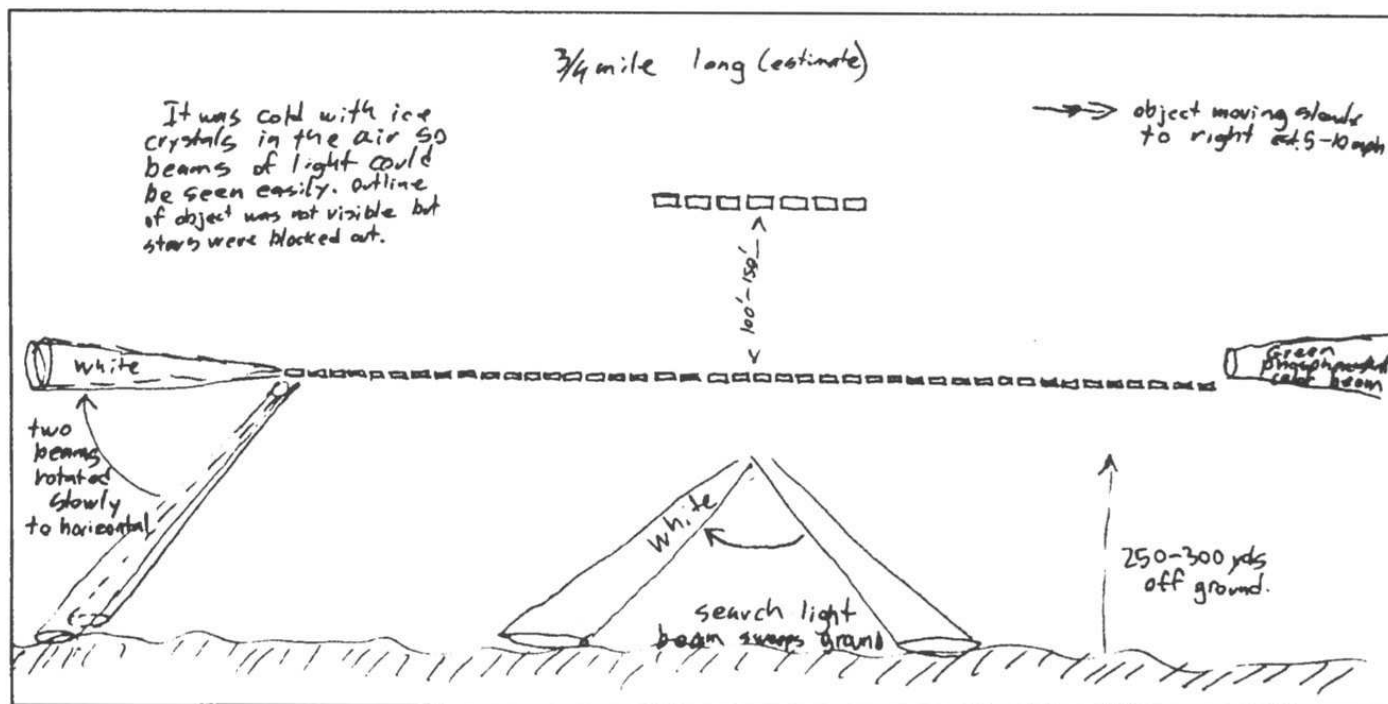 3/4 mile long (estimate)
It was cold with ice
crystals in the air so
beams of light could
be seen easily. Outline
of object was not visible but
stars were blocked out.
object moving
to right est. 5-10 mph
100'-150'
white
Green
color beam
two
beams
rotated
slowly
to horizontal
white
search light
beam sweeps ground
250-300 yds
off ground.